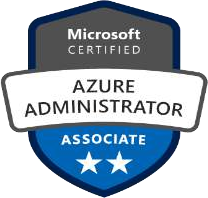 Microsoft
CERTIFIED
AZURE
ADMINISTRATOR
ASSOCIATE